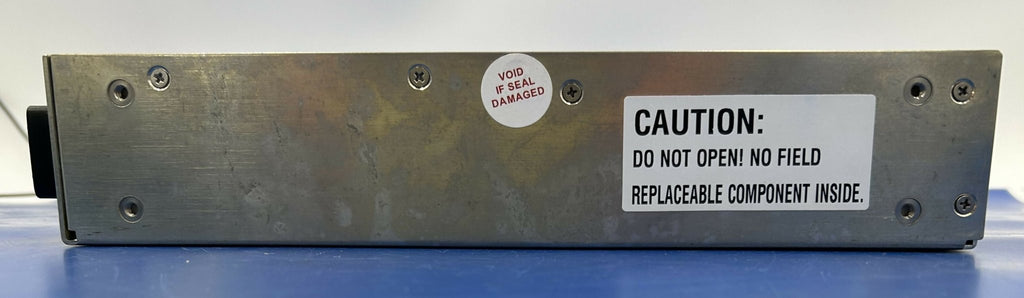 VOID
IF SEAL
DAMAGED
CAUTION:
DO NOT OPEN! NO FIELD
REPLACEABLE COMPONENT INSIDE.